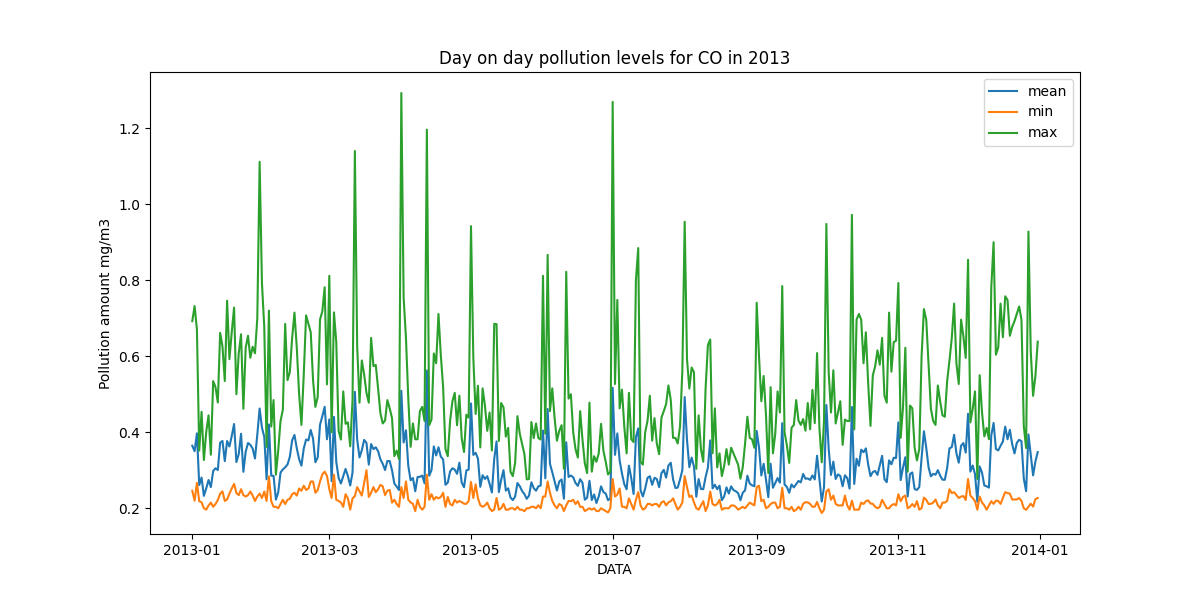 Day on day pollution levels for CO in 2013
mean
min
max
Pollution amount mg/m3
1.2
1.0
0.8
0.6
0.4
0.2
2013-01
2013-03
2013-05
2013-07
2013-09
2013-11
2014-01
DATA